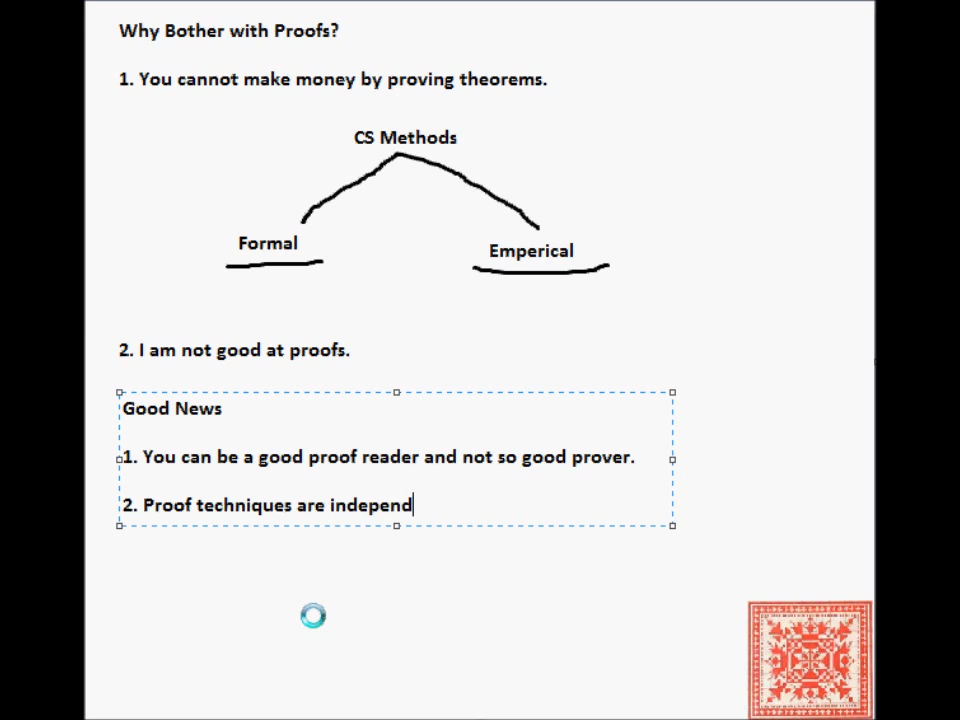 Why Bother with Proofs?
1. You cannot make money by proving theorems.
CS Methods
Formal
Emperical
2. I am not good at proofs.
Good News
1. You can be a good proof reader and not so good prover.
2. Proof techniques are independ